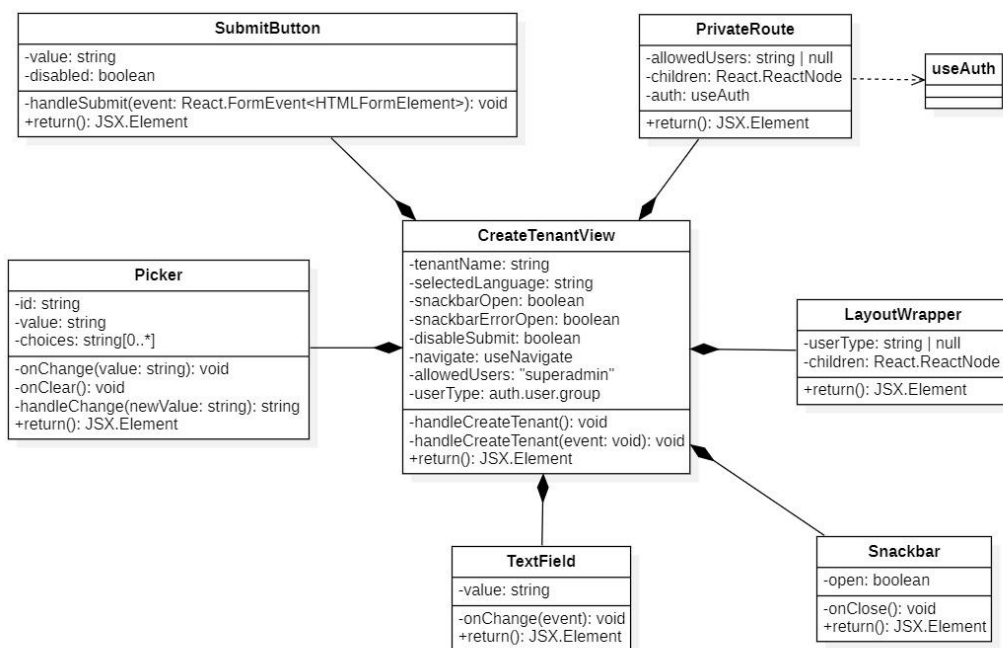 SubmitButton
-value: string
-disabled: boolean
-handleSubmit(event: React.FormEvent<HTMLFormElement>): void
+return(): JSX.Element
PrivateRoute
-allowedUsers: string | null
-children: React.ReactNode
-auth: useAuth
+return(): JSX.Element
useAuth
CreateTenantView
-tenantName: string
-selectedLanguage: string
-snackbarOpen: boolean
-snackbarErrorOpen: boolean
-disableSubmit: boolean
-navigate: useNavigate
-allowedUsers: "superadmin"
-userType: auth.user.group
-handleCreateTenant(): void
-handleCreateTenant(event: void): void
+return(): JSX.Element
Picker
-id: string
-value: string
-choices: string[0..*]
-onChange(value: string): void
-onClear(): void
-handleChange(newValue: string): string
+return(): JSX.Element
LayoutWrapper
-userType: string | null
-children: React.ReactNode
+return(): JSX.Element
TextField
-value: string
-onChange(event): void
+return(): JSX.Element
Snackbar
-open: boolean
-onClose(): void
+return(): JSX.Element